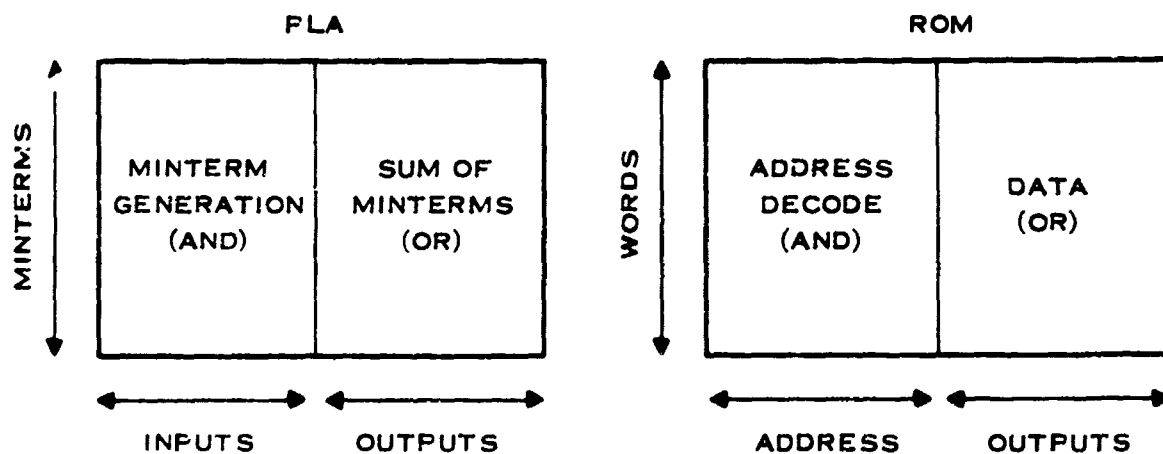 PLA
MINTERMS
MINTERM
GENERATION
(AND)
SUM OF
MINTERMS
(OR)
INPUTS
OUTPUTS
ROM
WORDS
ADDRESS
DECODE
(AND)
DATA
(OR)
ADDRESS
OUTPUTS